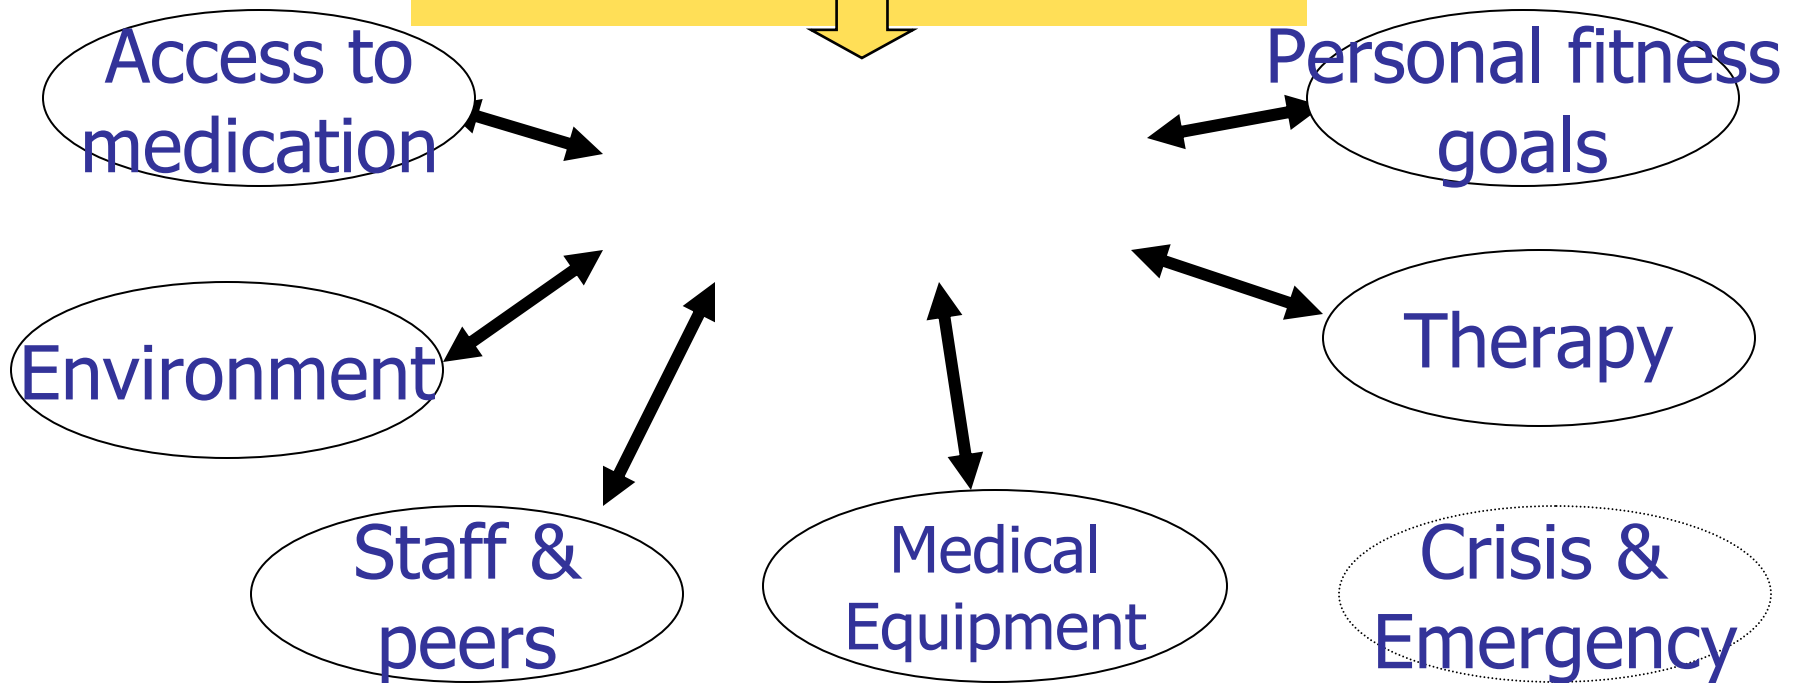 Access to
medication
Personal fitness
goals
Environment
Therapy
Staff &
peers
Medical
Equipment
Crisis &
Emergency